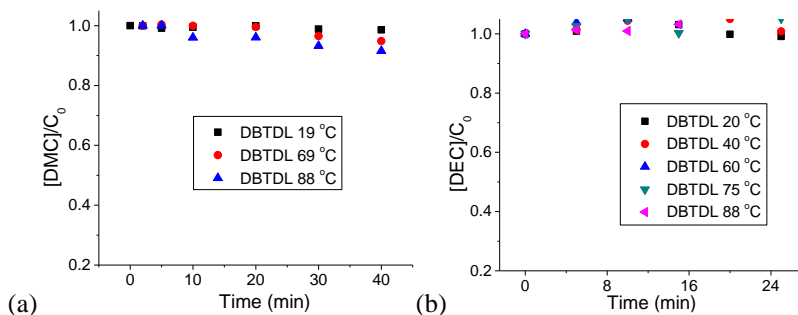 1.0
0.8
0.6
0.4
0.2
[DMC]/C₀
DBTDL 19 °C
DBTDL 69 °C
DBTDL 88 °C
0 10 20 30 40
Time (min)
(a)
1.0
0.8
0.6
0.4
0.2
[DEC]/C₀
DBTDL 20 °C
DBTDL 40 °C
DBTDL 60 °C
DBTDL 75 °C
DBTDL 88 °C
0 8 16 24
Time (min)
(b)